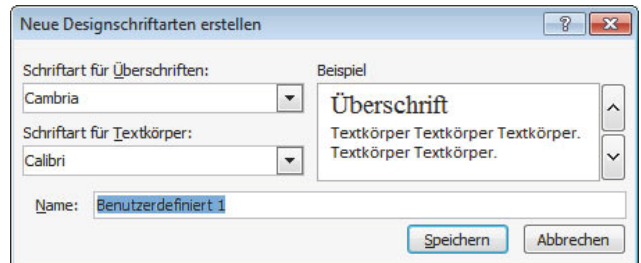 Neue Designschriftarten erstellen
Schriftart für Überschriften:
Cambria
Schriftart für Textkörper:
Calibri
Beispiel
Überschrift
Textkörper Textkörper Textkörper.
Textkörper Textkörper.
Name: Benutzerdefiniert 1
Speichern Abbrechen